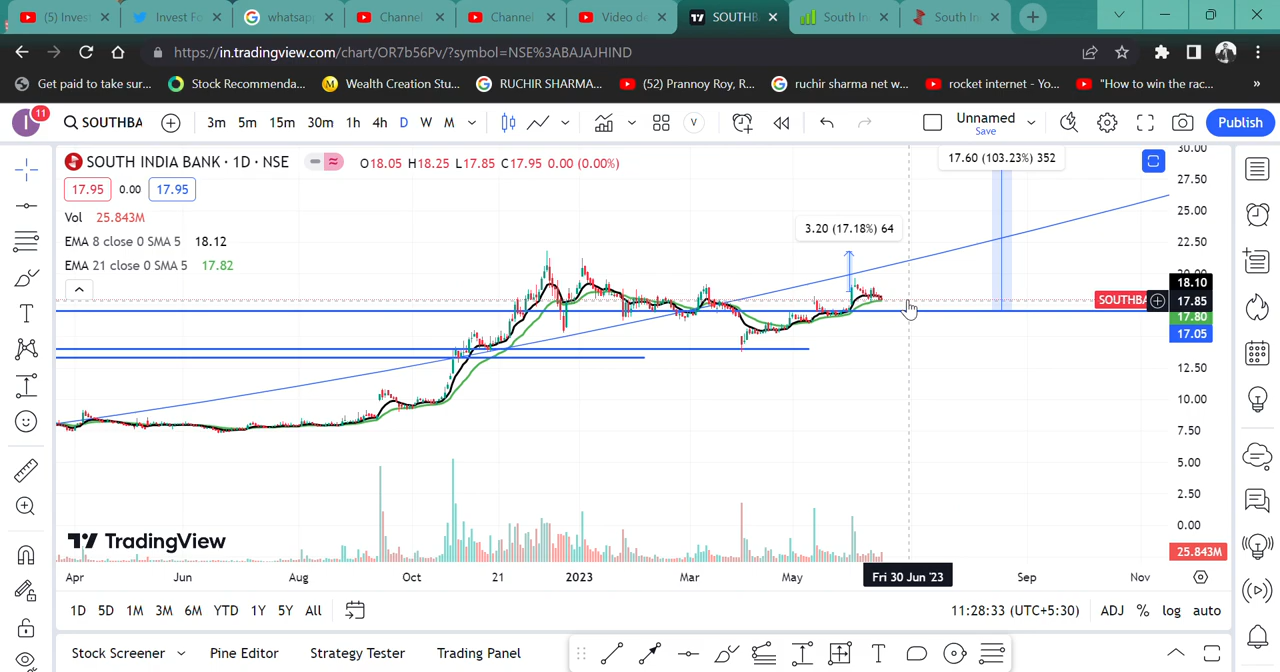 (5) Invest
Invest Fo
whatsap
Channel
Channel
Video de
SOUTHB
South In
South In
https://in.tradingview.com/chart/OR7b56Pv/?symbol=NSE%3ABAJAJHIND
Get paid to take sur...
Stock Recommenda...
Wealth Creation Stu...
RUCHIR SHARMA...
(52) Prannoy Roy, R...
ruchir sharma net w...
rocket internet - Yo...
"How to win the rac...
»
I 11
SOUTHBA
3m 5m 15m 30m 1h 4h D W M
V
Unnamed
Save
Publish
SOUTH INDIA BANK · 1D · NSE
O18.05 H18.25 L17.85 C17.95 0.00 (0.00%)
17.60 (103.23%) 352
17.95 0.00 17.95
Vol 25.843M
EMA 8 close 0 SMA 5 18.12
EMA 21 close 0 SMA 5 17.82
3.20 (17.18%) 64
30.00
27.50
25.00
22.50
20.00
18.10
SOUTHBA
17.85
17.80
17.05
12.50
10.00
7.50
5.00
2.50
0.00
25.843M
TradingView
Apr Jun Aug Oct 21 2023 Mar May Fri 30 Jun '23 Sep Nov
1D 5D 1M 3M 6M YTD 1Y 5Y All
11:28:33 (UTC+5:30) ADJ % log auto
Stock Screener Pine Editor Strategy Tester Trading Panel
T